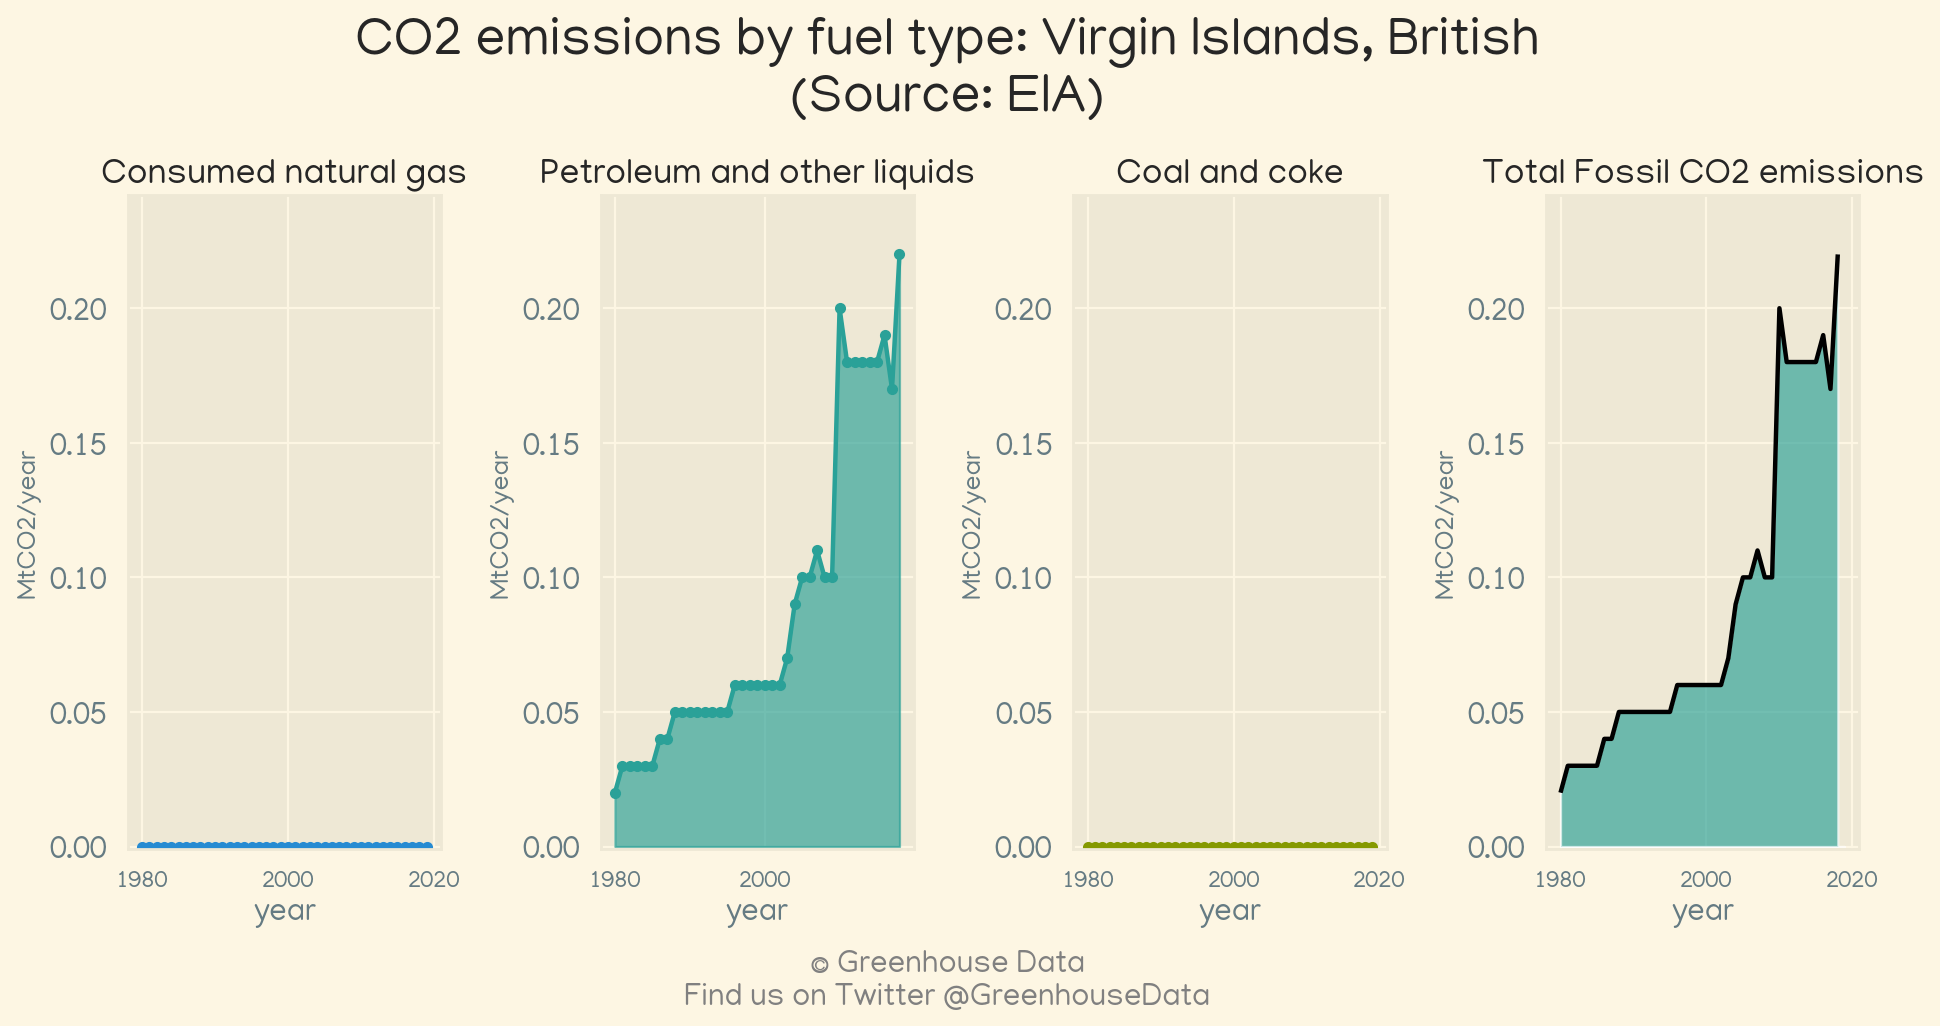 CO2 emissions by fuel type: Virgin Islands, British
(Source: EIA)
Consumed natural gas
Petroleum and other liquids
Coal and coke
Total Fossil CO2 emissions
MtCO2/year
0.20
0.15
0.10
0.05
0.00
1980 2000 2020
year
MtCO2/year
0.20
0.15
0.10
0.05
0.00
1980 2000
year
MtCO2/year
0.20
0.15
0.10
0.05
0.00
1980 2000 2020
year
MtCO2/year
0.20
0.15
0.10
0.05
0.00
1980 2000 2020
year
© Greenhouse Data
Find us on Twitter @GreenhouseData